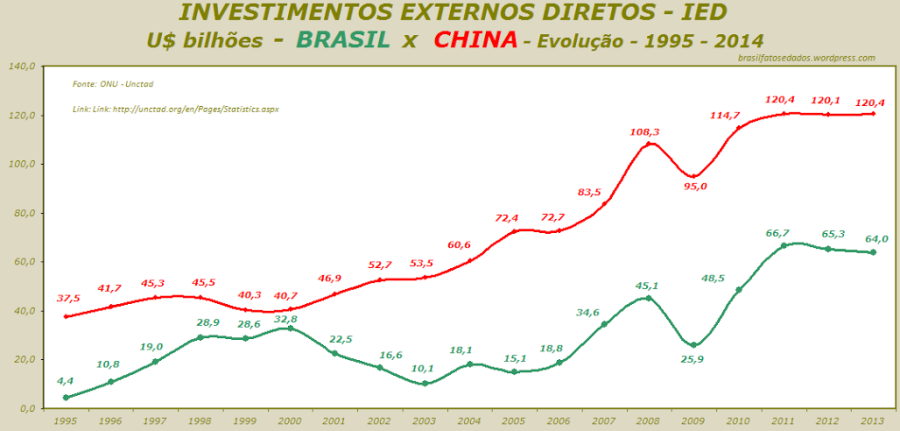 INVESTIMENTOS EXTERNOS DIRETOS - IED
U$ bilhões - BRASIL x CHINA - Evolução - 1995 - 2014
brasilfatosedados.wordpress.com
Fonte: ONU - Unctad
Link: Link: http://unctad.org/en/Pages/Statistics.aspx
140,0
120,0
100,0
80,0
60,0
40,0
20,0
0,0
37,5 41,7 45,3 45,5 40,3 40,7 46,9 52,7 53,5 60,6 72,4 72,7 83,5 108,3 95,0 114,7 120,4 120,1 120,4
4,4 10,8 19,0 28,9 28,6 32,8 22,5 16,6 10,1 18,1 15,1 18,8 34,6 45,1 25,9 48,5 66,7 65,3 64,0
1995 1996 1997 1998 1999 2000 2001 2002 2003 2004 2005 2006 2007 2008 2009 2010 2011 2012 2013